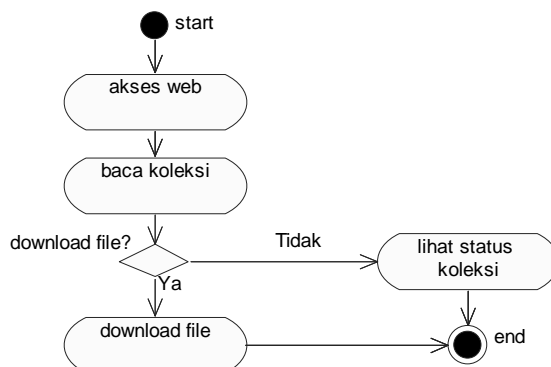 start
akses web
baca koleksi
download file?
Tidak
lihat status
koleksi
Ya
download file
end